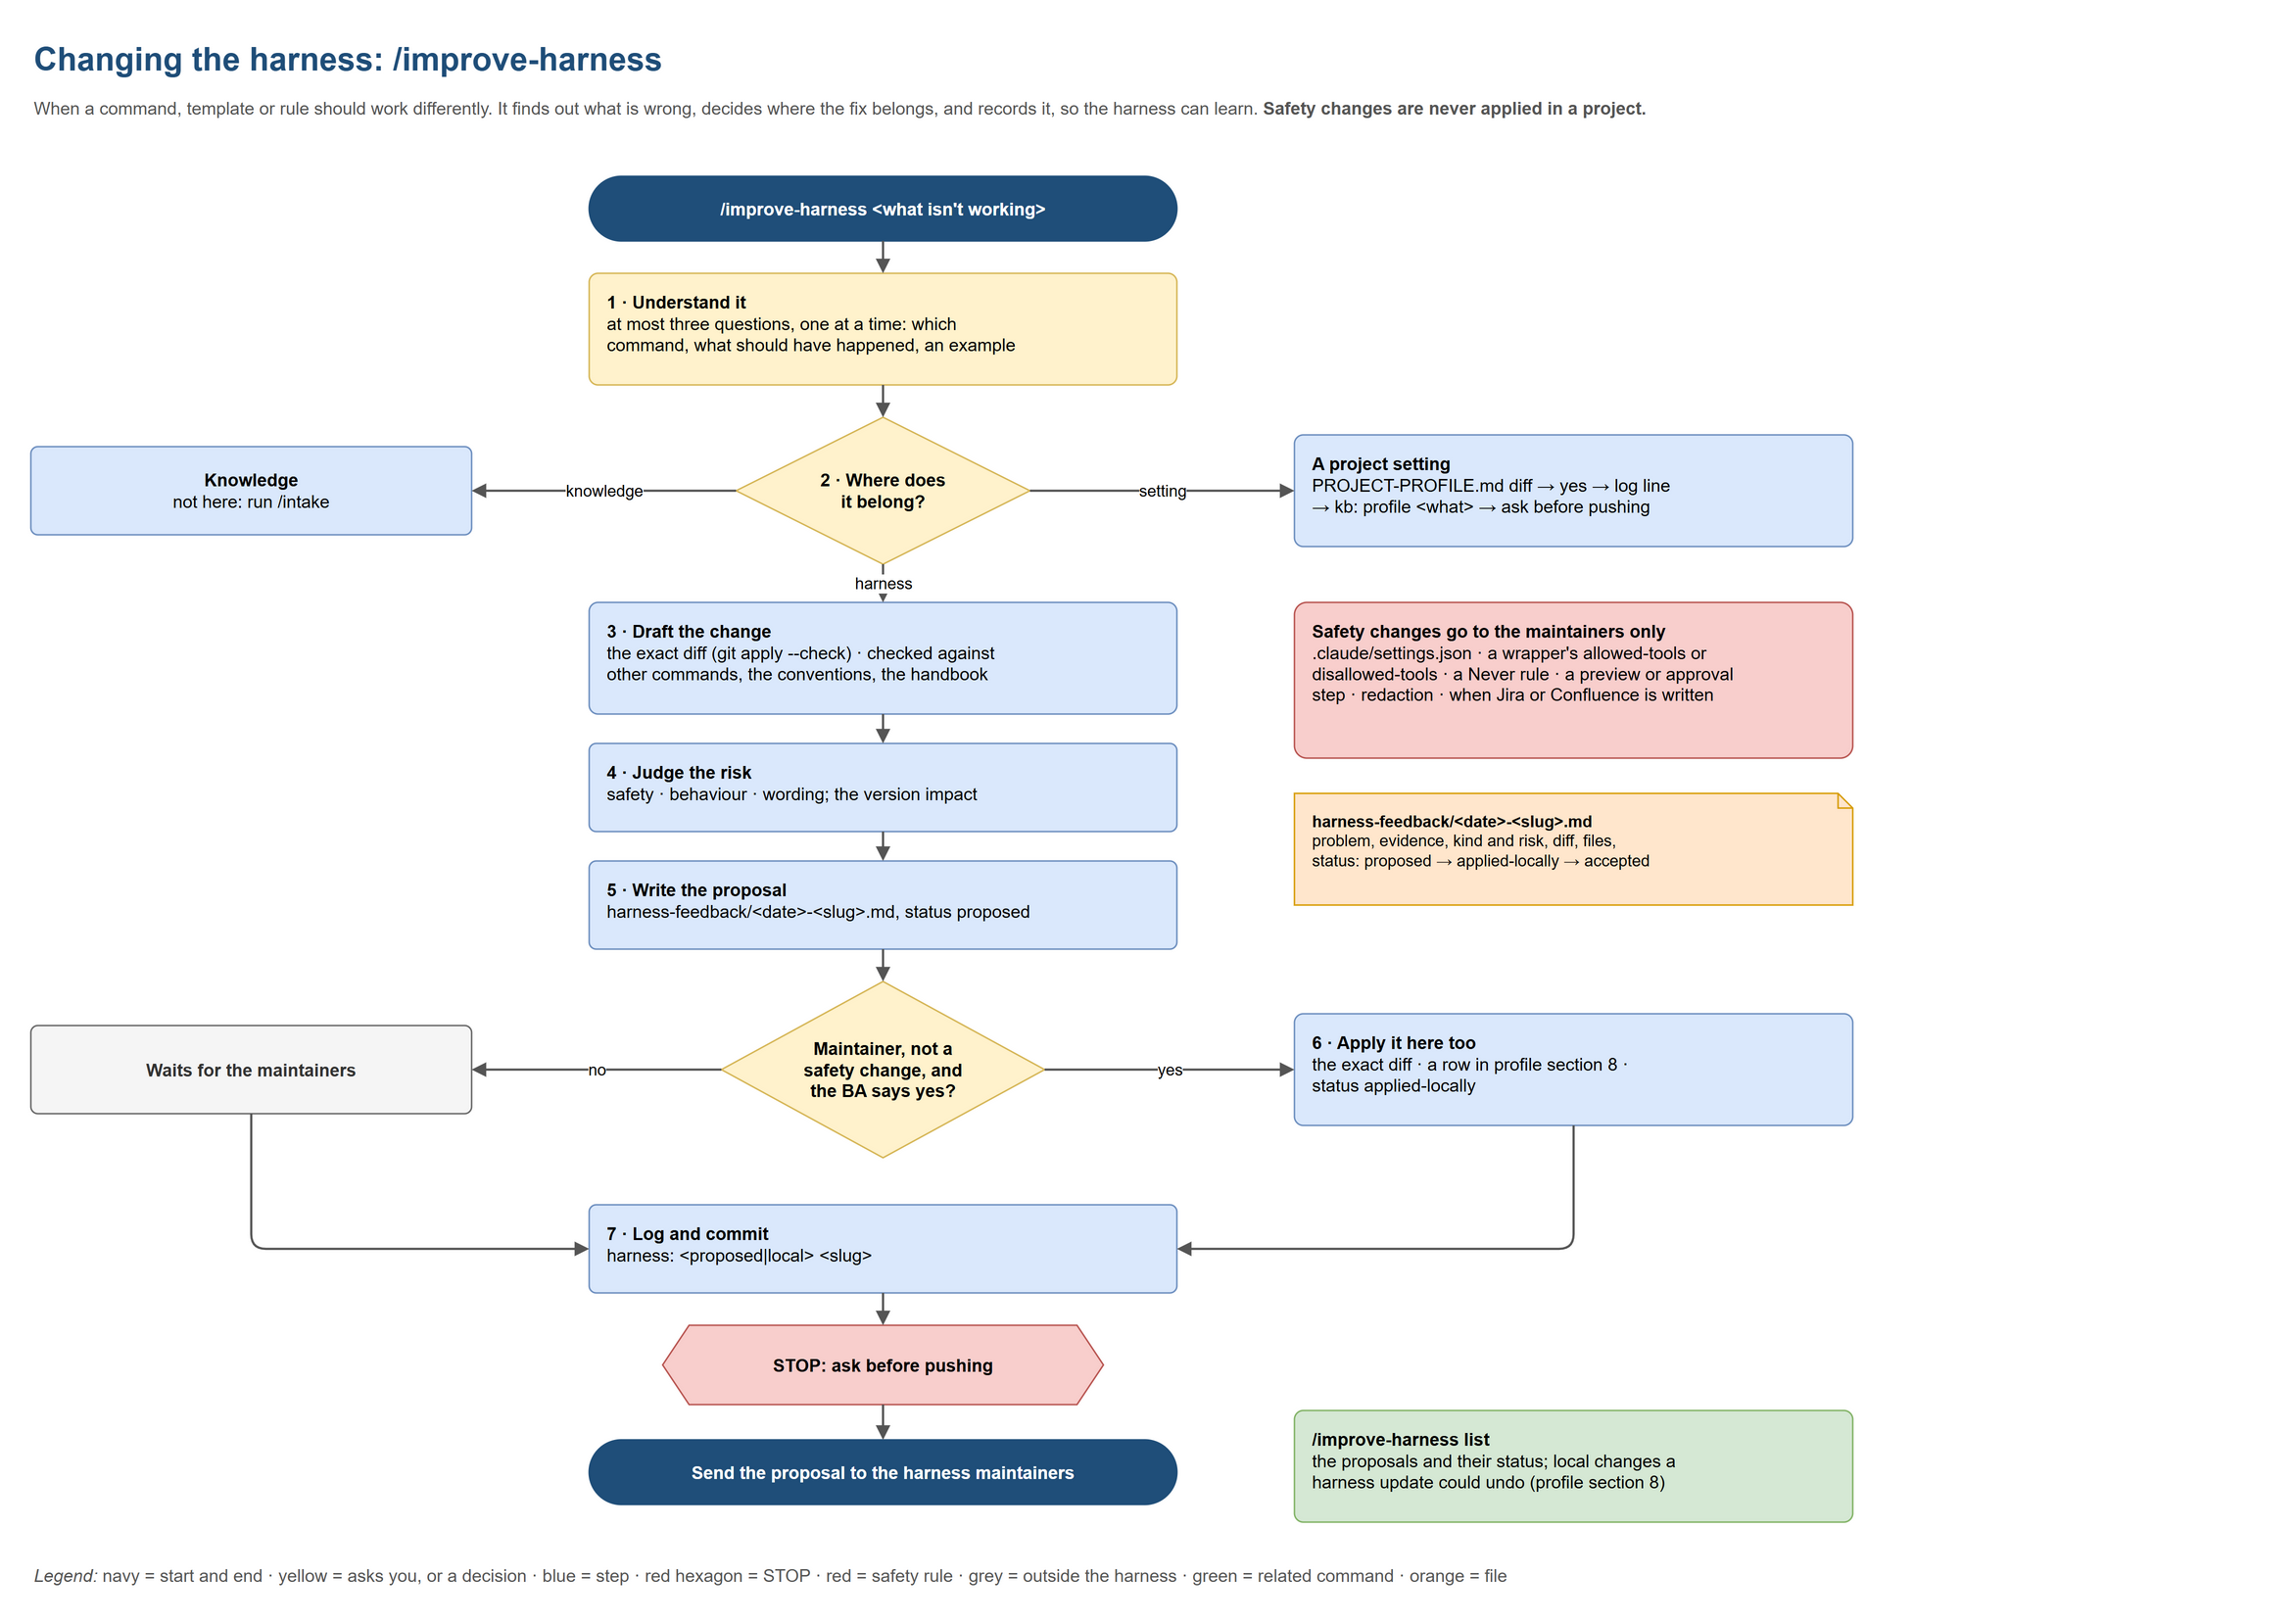 Changing the harness: /improve-harness
When a command, template or rule should work differently. It finds out what is wrong, decides where the fix belongs, and records it, so the harness can learn. Safety changes are never applied in a project.
/improve-harness <what isn't working>
1 · Understand it
at most three questions, one at a time: which
command, what should have happened, an example
Knowledge
not here: run /intake
knowledge
2 · Where does
it belong?
setting
A project setting
PROJECT-PROFILE.md diff → yes → log line
→ kb: profile <what> → ask before pushing
harness
3 · Draft the change
the exact diff (git apply --check) · checked against
other commands, the conventions, the handbook
Safety changes go to the maintainers only
.claude/settings.json · a wrapper's allowed-tools or
disallowed-tools · a Never rule · a preview or approval
step · redaction · when Jira or Confluence is written
4 · Judge the risk
safety · behaviour · wording; the version impact
harness-feedback/<date>-<slug>.md
problem, evidence, kind and risk, diff, files,
status: proposed → applied-locally → accepted
5 · Write the proposal
harness-feedback/<date>-<slug>.md, status proposed
Waits for the maintainers
no
Maintainer, not a
safety change, and
the BA says yes?
yes
6 · Apply it here too
the exact diff · a row in profile section 8 ·
status applied-locally
7 · Log and commit
harness: <proposed|local> <slug>
STOP: ask before pushing
Send the proposal to the harness maintainers
/improve-harness list
the proposals and their status; local changes a
harness update could undo (profile section 8)
Legend: navy = start and end · yellow = asks you, or a decision · blue = step · red hexagon = STOP · red = safety rule · grey = outside the harness · green = related command · orange = file